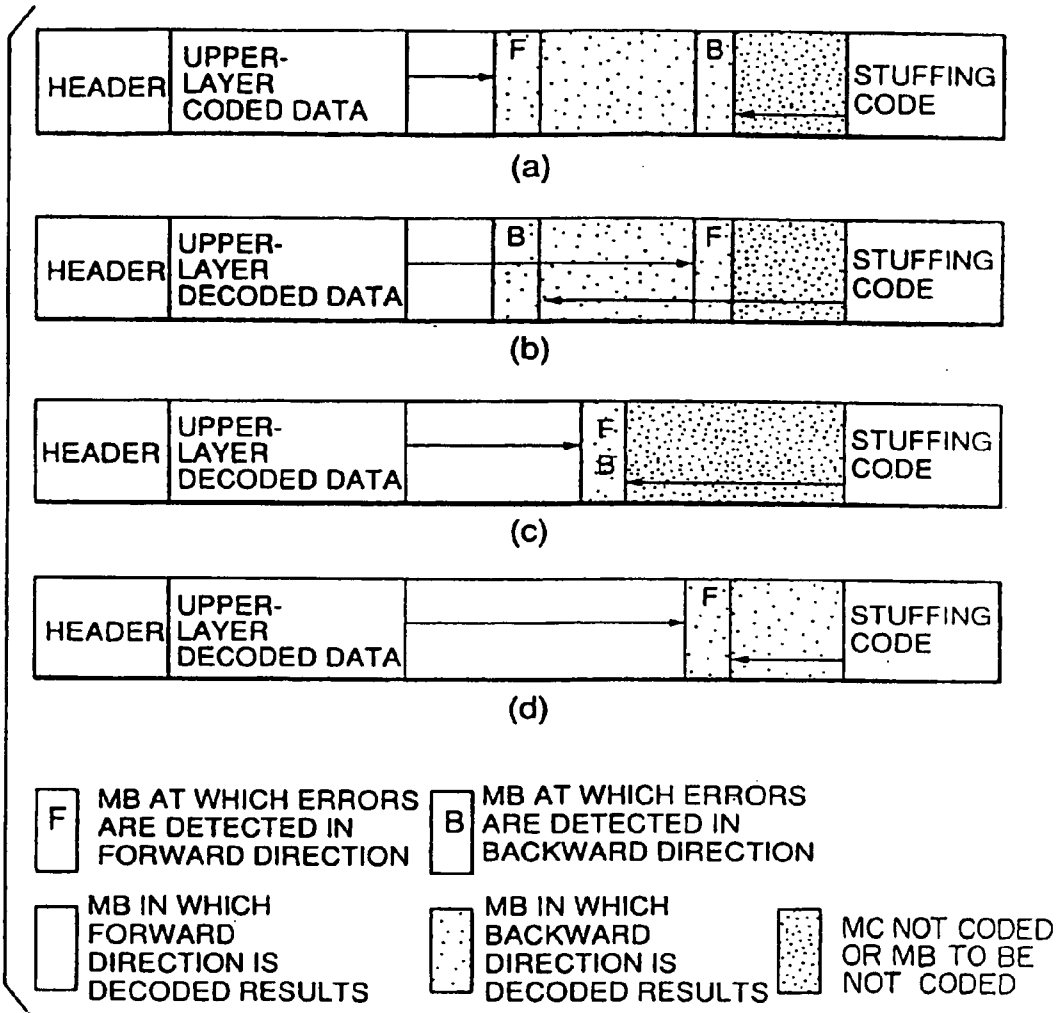 HEADER
UPPER-
LAYER
CODED DATA
F
B
STUFFING
CODE
(a)
HEADER
UPPER-
LAYER
DECODED DATA
B
F
STUFFING
CODE
(b)
HEADER
UPPER-
LAYER
DECODED DATA
F
B
STUFFING
CODE
(c)
HEADER
UPPER-
LAYER
DECODED DATA
F
STUFFING
CODE
(d)
F
MB AT WHICH ERRORS
ARE DETECTED IN
FORWARD DIRECTION
B
MB AT WHICH ERRORS
ARE DETECTED IN
BACKWARD DIRECTION
MB IN WHICH
FORWARD
DIRECTION IS
DECODED RESULTS
MB IN WHICH
BACKWARD
DIRECTION IS
DECODED RESULTS
MC NOT CODED
OR MB TO BE
NOT CODED